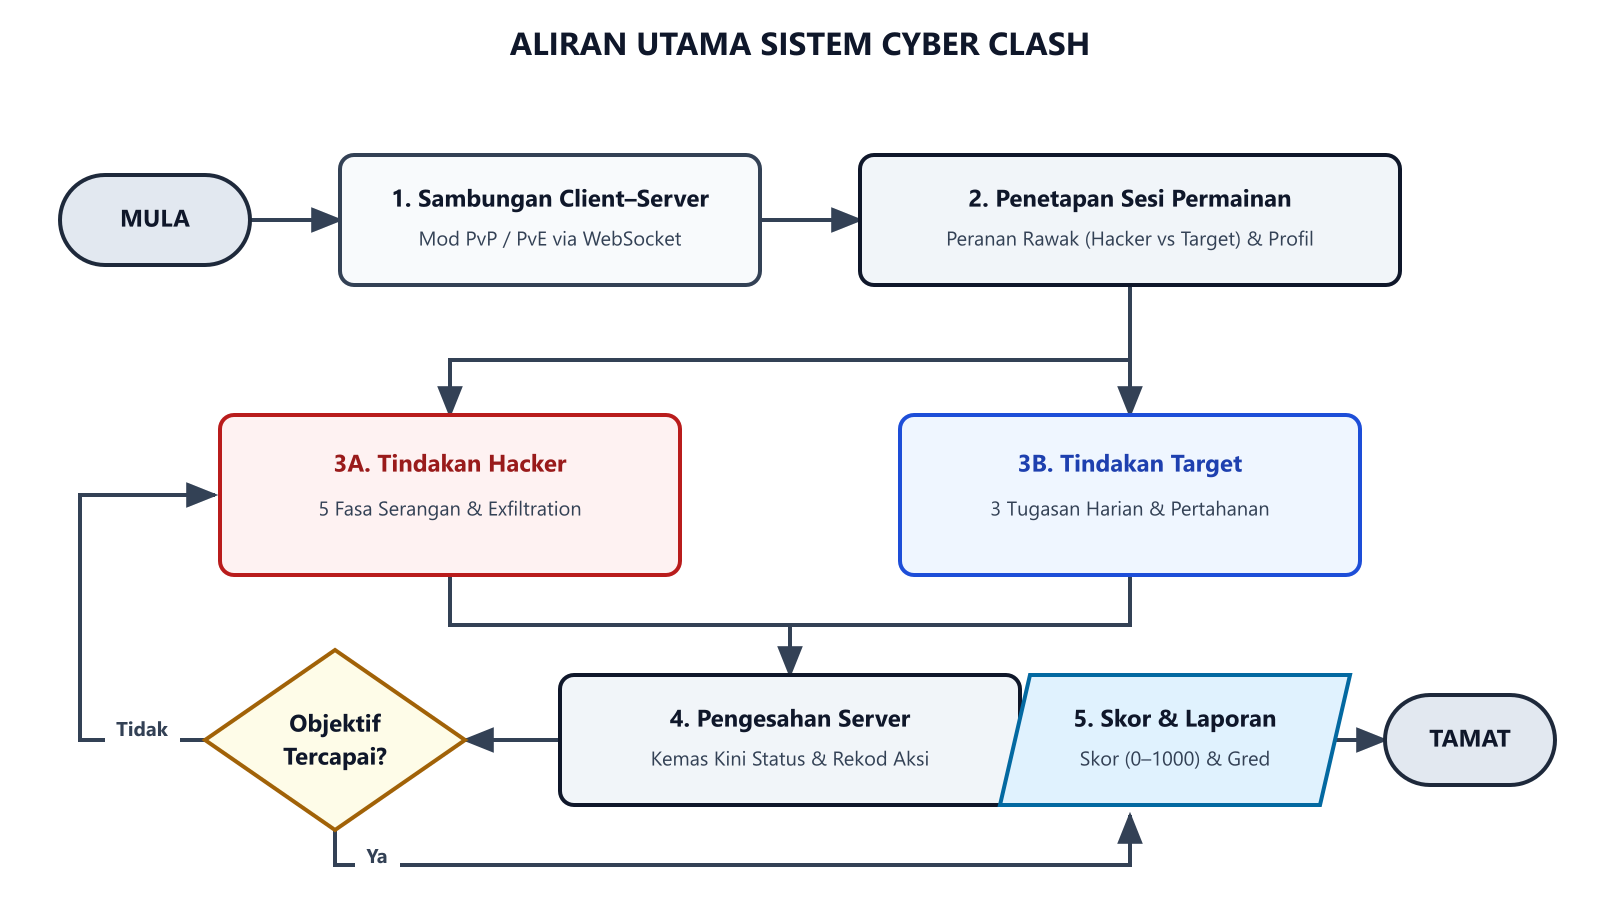 ALIRAN UTAMA SISTEM CYBER CLASH
MULA
1. Sambungan Client–Server
Mod PvP / PvE via WebSocket
2. Penetapan Sesi Permainan
Peranan Rawak (Hacker vs Target) & Profil
3A. Tindakan Hacker
5 Fasa Serangan & Exfiltration
3B. Tindakan Target
3 Tugasan Harian & Pertahanan
Tidak
Objektif
Tercapai?
4. Pengesahan Server
Kemas Kini Status & Rekod Aksi
5. Skor & Laporan
Skor (0–1000) & Gred
TAMAT
Ya